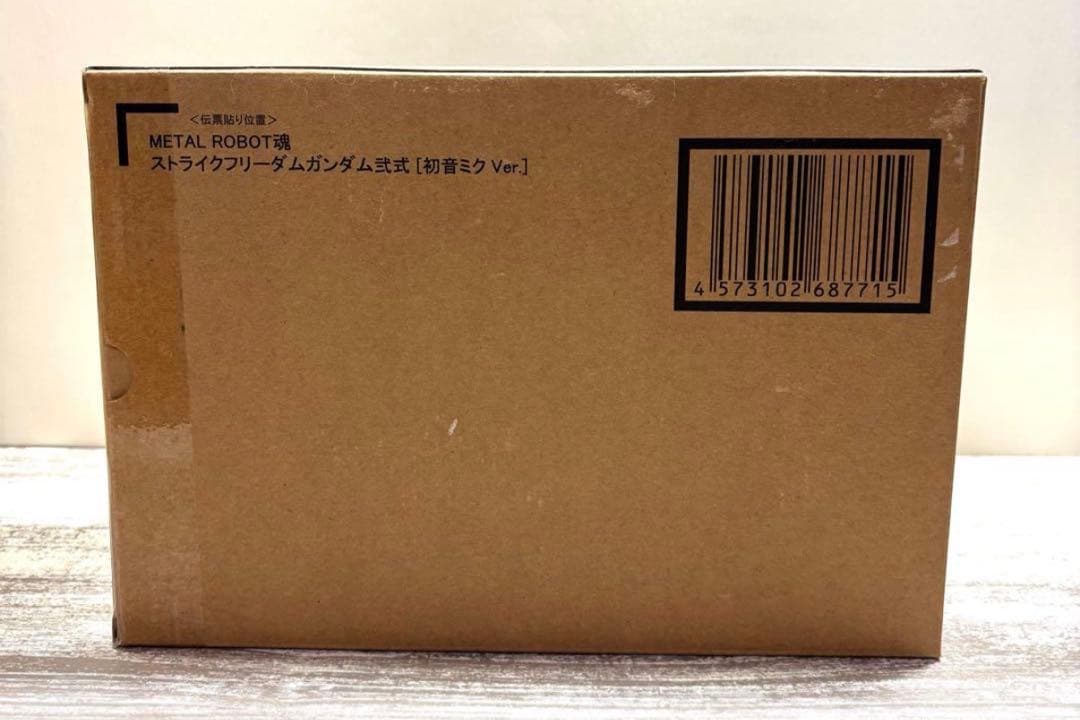 ＜伝票貼り位置＞
METAL ROBOT魂
ストライクフリーダムガンダム弐式 [初音ミク Ver.]
4 573102 687715